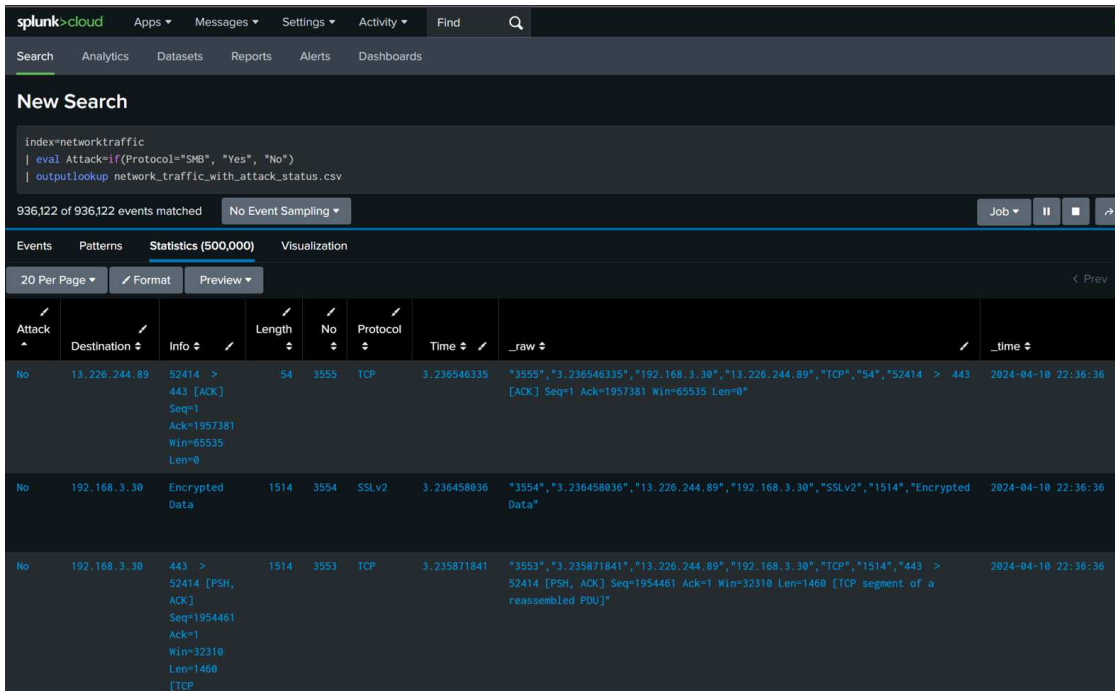 splunk>cloud Apps Messages Settings Activity Find
Search Analytics Datasets Reports Alerts Dashboards
New Search
index=networktraffic
| eval Attack=if(Protocol="SMB", "Yes", "No")
| outputlookup network_traffic_with_attack_status.csv
936,122 of 936,122 events matched No Event Sampling Job
Events Patterns Statistics (500,000) Visualization
20 Per Page Format Preview < Prev
Attack Destination Info Length No Protocol Time _raw _time
No 13.226.244.89 52414 > 54 3555 TCP 3.236546335 "3555","3.236546335","192.168.3.30","13.226.244.89","TCP","54","52414 > 443 2024-04-10 22:36:36
443 [ACK] [ACK] Seq=1 Ack=1957381 Win=65535 Len=0"
Seq=1
Ack=1957381
Win=65535
Len=0
No 192.168.3.30 Encrypted 1514 3554 SSLv2 3.236458036 "3554","3.236458036","13.226.244.89","192.168.3.30","SSLv2","1514","Encrypted 2024-04-10 22:36:36
Data Data"
No 192.168.3.30 443 > 1514 3553 TCP 3.235871841 "3553","3.235871841","13.226.244.89","192.168.3.30","TCP","1514","443 > 2024-04-10 22:36:36
52414 [PSH, 52414 [PSH, ACK] Seq=1954461 Ack=1 Win=32310 Len=1460 [TCP segment of a
ACK] reassembled PDU]"
Seq=1954461
Ack=1
Win=32310
Len=1460
[TCP